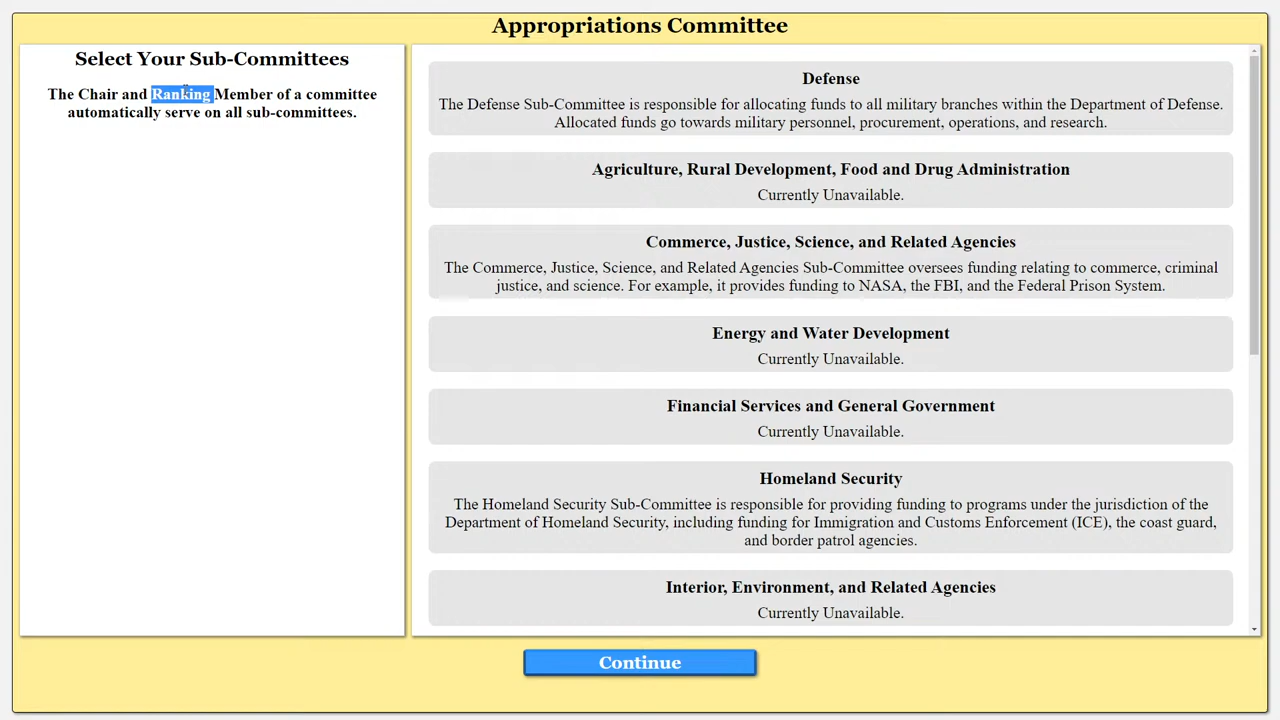 Appropriations Committee
Select Your Sub-Committees
The Chair and Ranking Member of a committee
automatically serve on all sub-committees.
Defense
The Defense Sub-Committee is responsible for allocating funds to all military branches within the Department of Defense.
Allocated funds go towards military personnel, procurement, operations, and research.
Agriculture, Rural Development, Food and Drug Administration
Currently Unavailable.
Commerce, Justice, Science, and Related Agencies
The Commerce, Justice, Science, and Related Agencies Sub-Committee oversees funding relating to commerce, criminal
justice, and science. For example, it provides funding to NASA, the FBI, and the Federal Prison System.
Energy and Water Development
Currently Unavailable.
Financial Services and General Government
Currently Unavailable.
Homeland Security
The Homeland Security Sub-Committee is responsible for providing funding to programs under the jurisdiction of the
Department of Homeland Security, including funding for Immigration and Customs Enforcement (ICE), the coast guard,
and border patrol agencies.
Interior, Environment, and Related Agencies
Currently Unavailable.
Continue